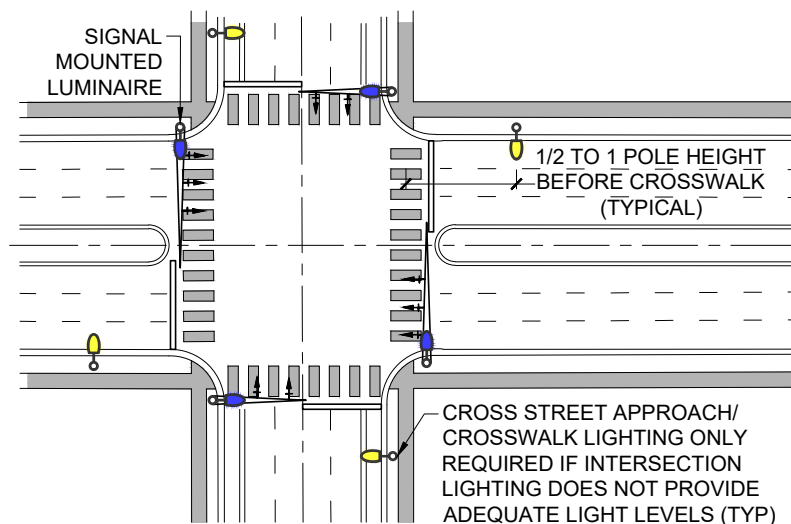 SIGNAL
MOUNTED
LUMINAIRE
1/2 TO 1 POLE HEIGHT
BEFORE CROSSWALK
(TYPICAL)
CROSS STREET APPROACH/
CROSSWALK LIGHTING ONLY
REQUIRED IF INTERSECTION
LIGHTING DOES NOT PROVIDE
ADEQUATE LIGHT LEVELS (TYP)